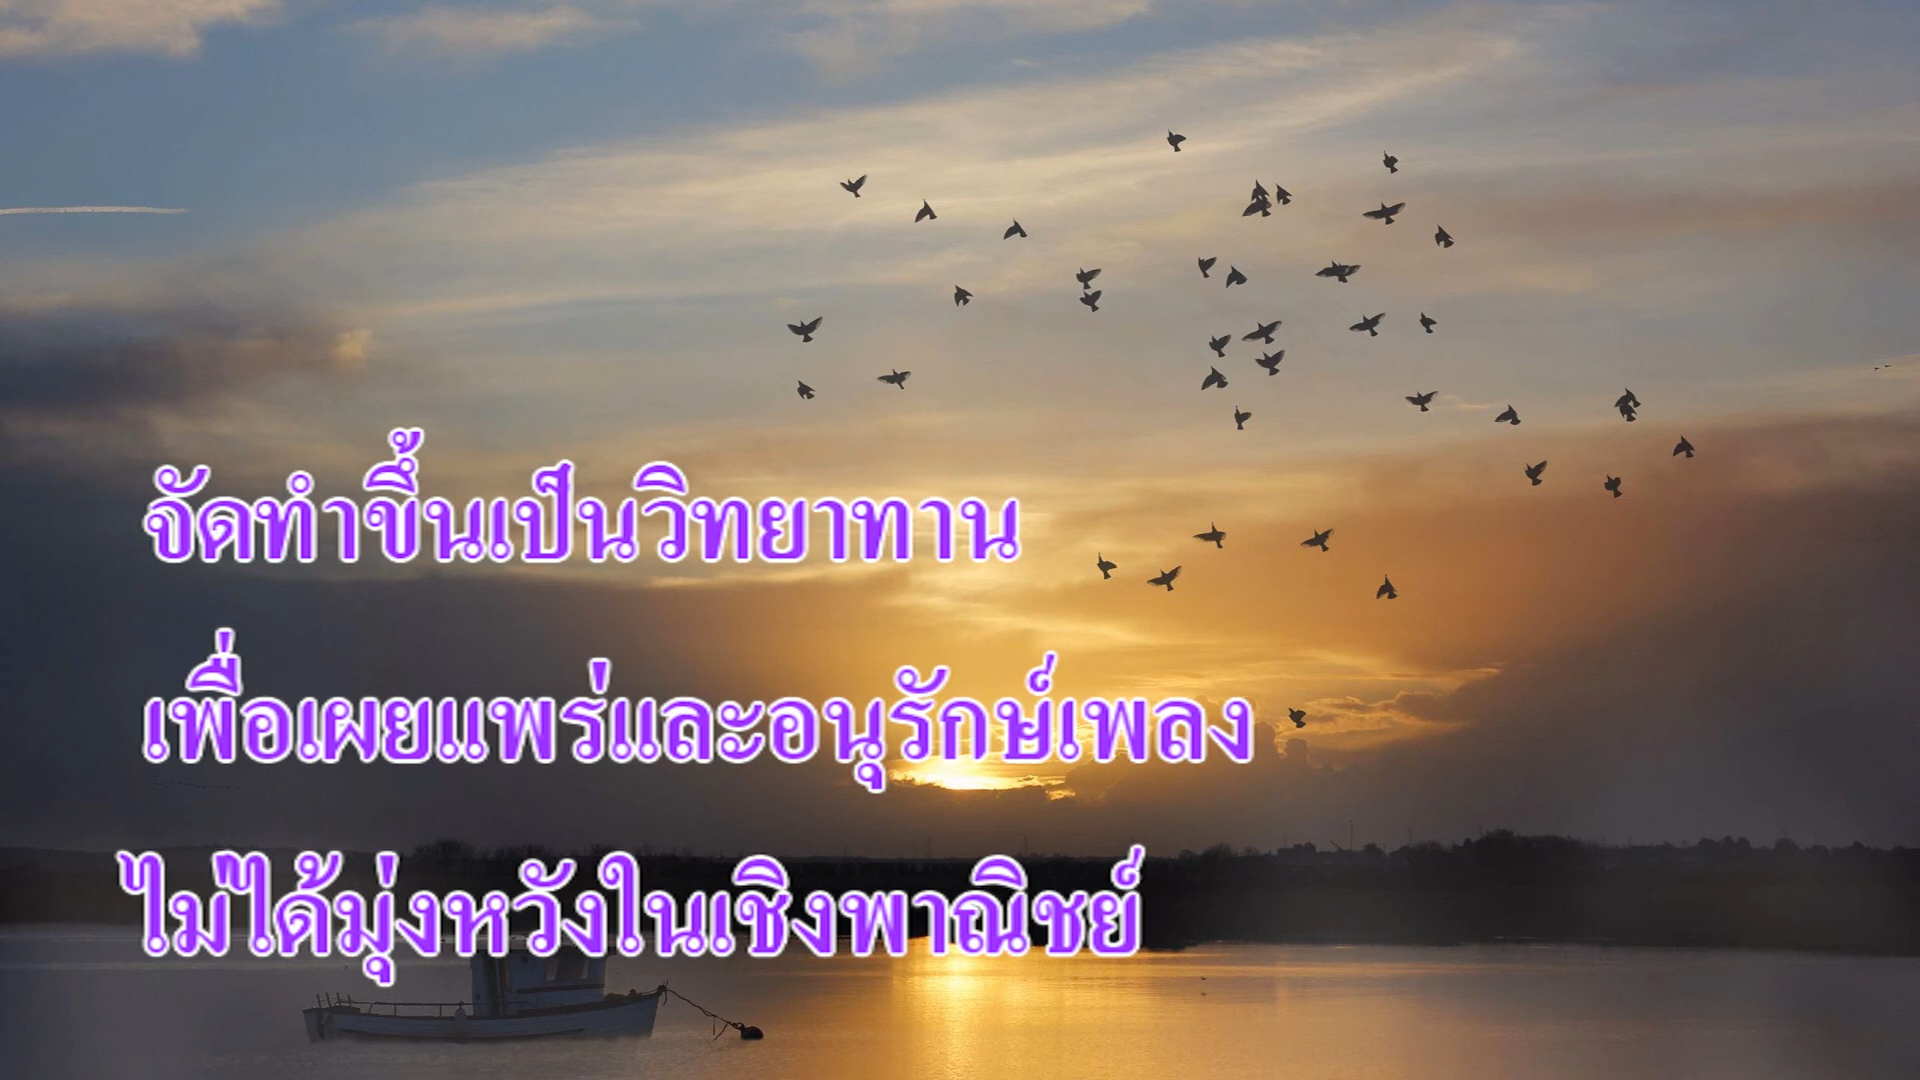 จัดทำขึ้นเป็นวิทยาทาน
เพื่อเผยแพร่และอนุรักษ์เพลง
ไม่ได้มุ่งหวังในเชิงพาณิชย์